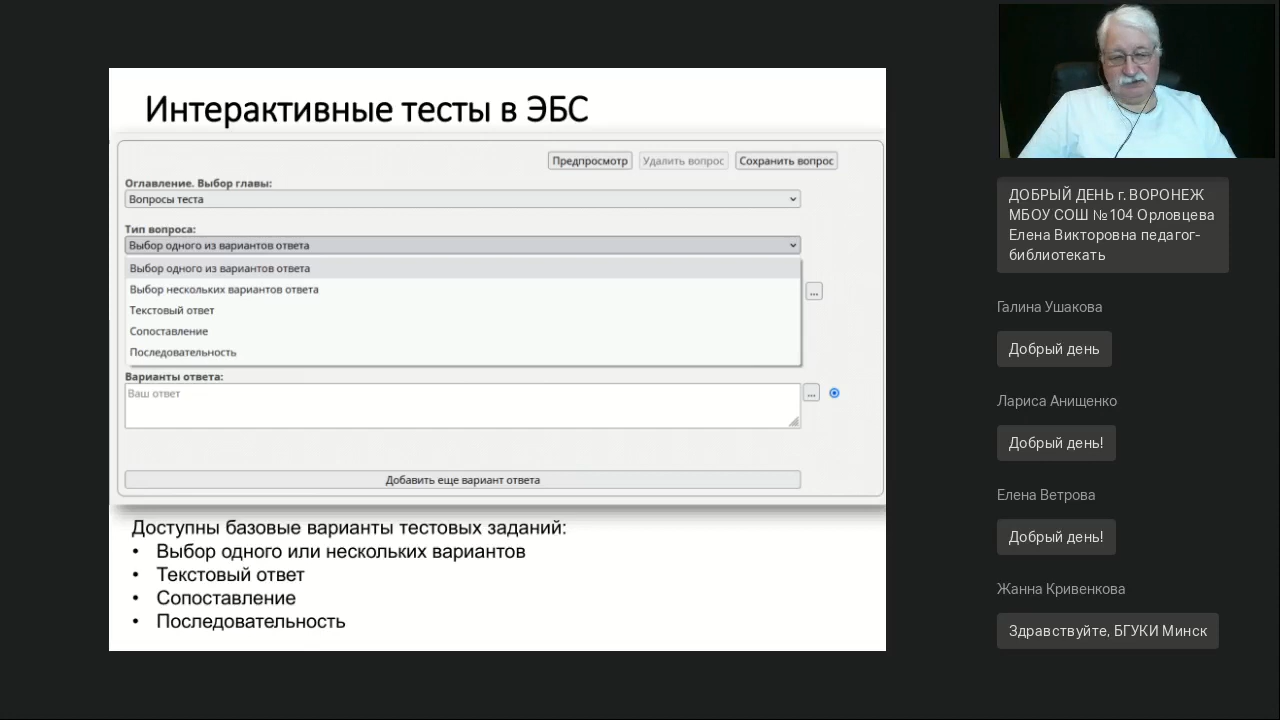 Интерактивные тесты в ЭБС
Предпросмотр
Удалить вопрос
Сохранить вопрос
Оглавление. Выбор главы:
Вопросы теста
Тип вопроса:
Выбор одного из вариантов ответа
Выбор одного из вариантов ответа
Выбор нескольких вариантов ответа
Текстовый ответ
Сопоставление
Последовательность
...
Варианты ответа:
Ваш ответ
...
Добавить еще вариант ответа
Доступны базовые варианты тестовых заданий:
• Выбор одного или нескольких вариантов
• Текстовый ответ
• Сопоставление
• Последовательность
ДОБРЫЙ ДЕНЬ г. ВОРОНЕЖ
МБОУ СОШ №104 Орловцева
Елена Викторовна педагог-
библиотекать
Галина Ушакова
Добрый день
Лариса Анищенко
Добрый день!
Елена Ветрова
Добрый день!
Жанна Кривенкова
Здравствуйте, БГУКИ Минск